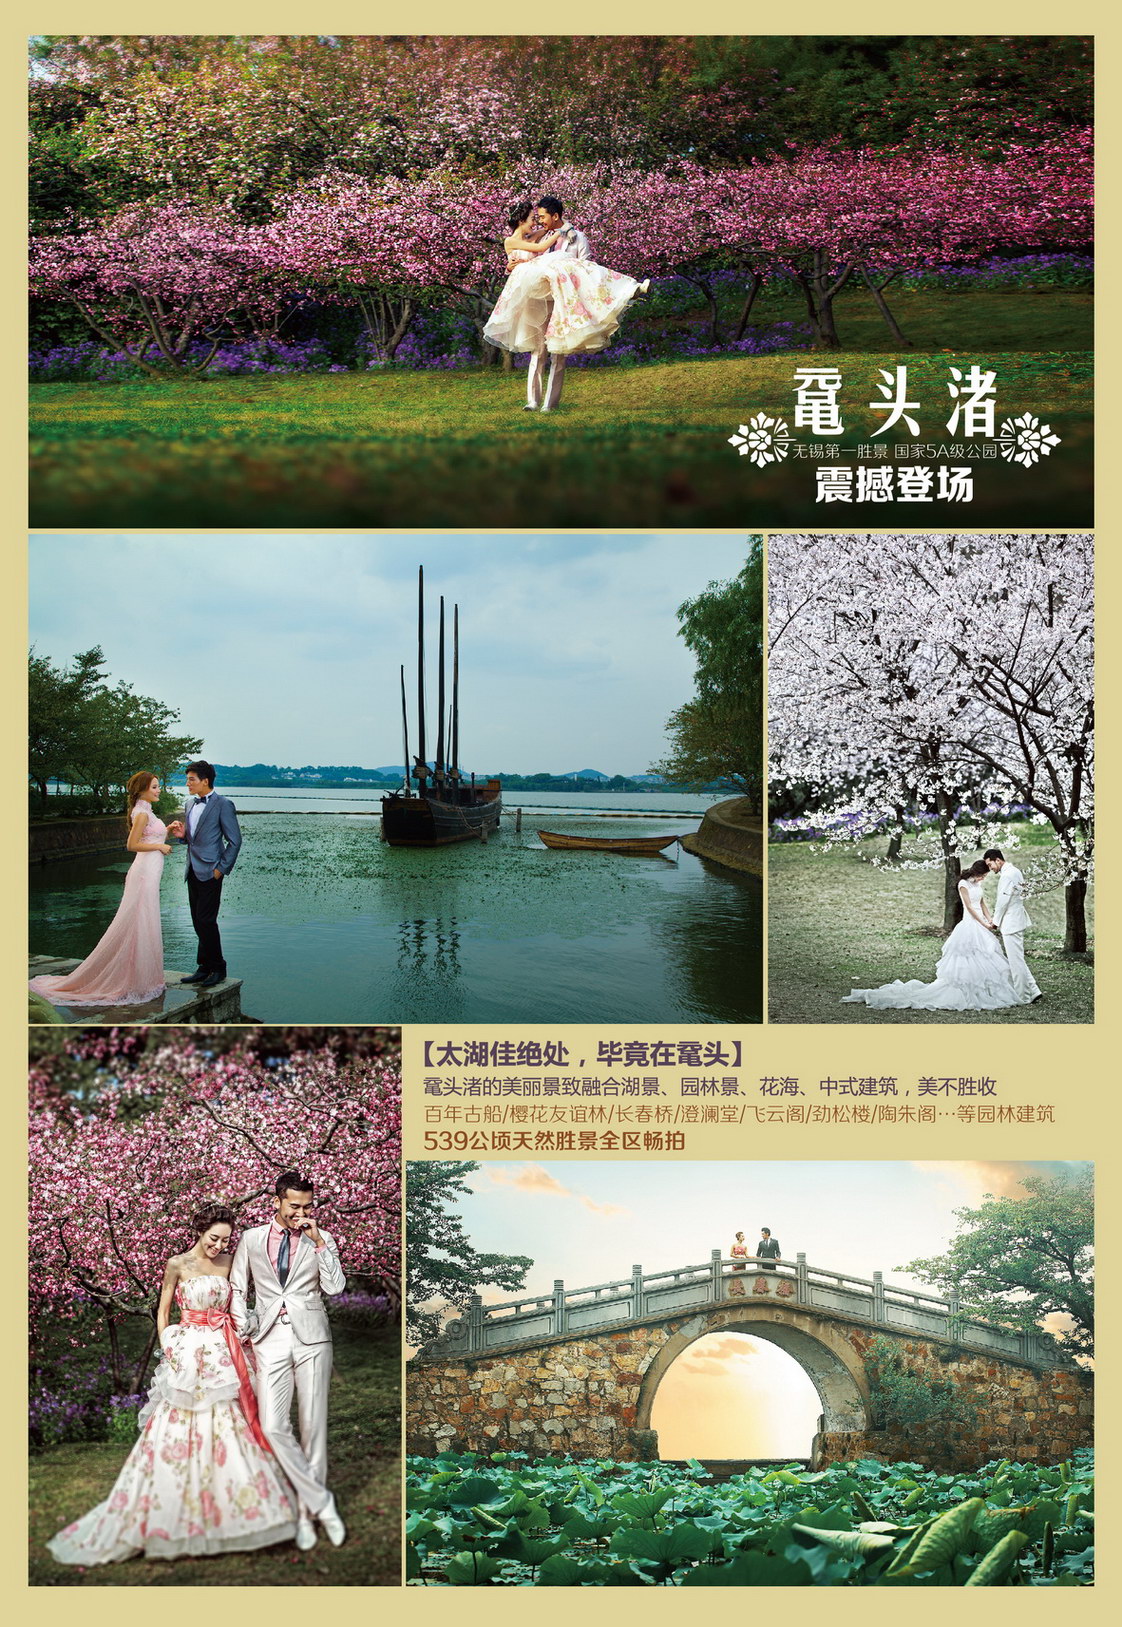 鼋头渚
无锡第一胜景 国家5A级公园
震撼登场
【太湖佳绝处，毕竟在鼋头】
鼋头渚的美丽景致融合湖景、园林景、花海、中式建筑，美不胜收
百年古船/樱花友谊林/长春桥/澄澜堂/飞云阁/劲松楼/陶朱阁…等园林建筑
539公顷天然胜景全区畅拍